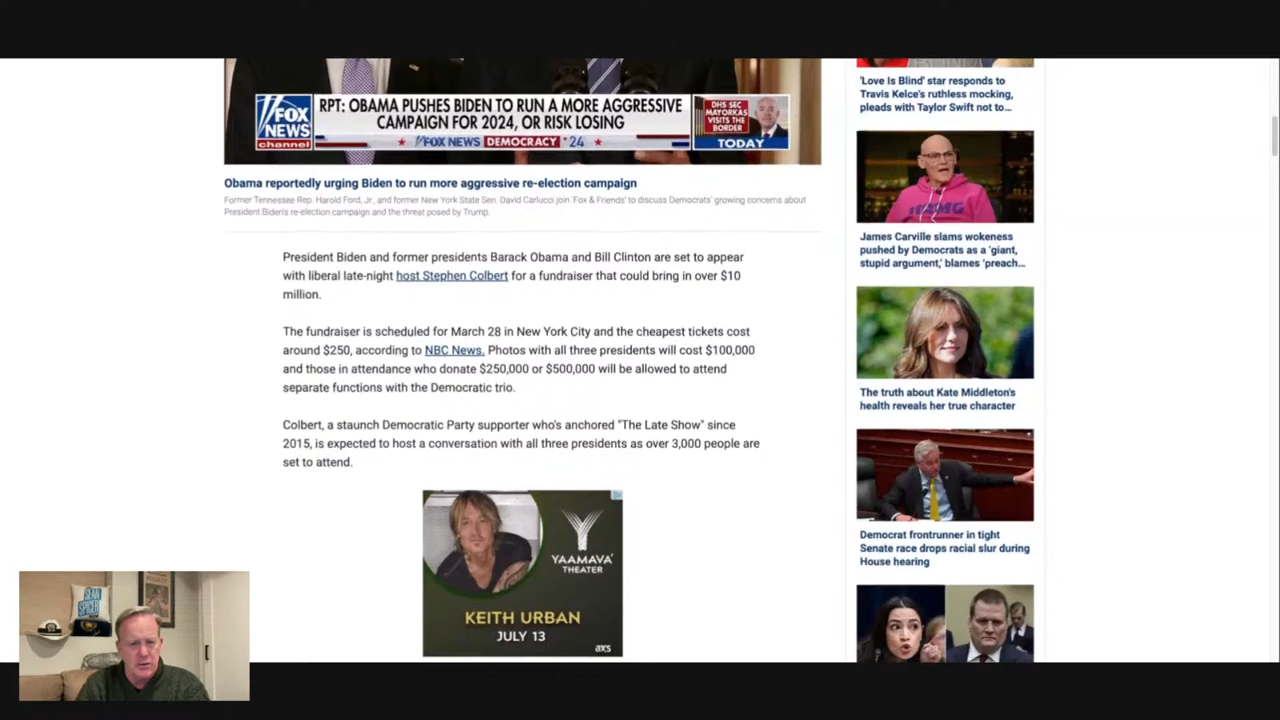 FOX
NEWS
channel
RPT: OBAMA PUSHES BIDEN TO RUN A MORE AGGRESSIVE
CAMPAIGN FOR 2024, OR RISK LOSING
FOX NEWS DEMOCRACY 24
DHS SEC
MAYORKAS
VISITS THE
BORDER
TODAY
Obama reportedly urging Biden to run more aggressive re-election campaign
Former Tennessee Rep. Harold Ford, Jr., and former New York State Sen. David Carlucci join 'Fox & Friends' to discuss Democrats' growing concerns about
President Biden's re-election campaign and the threat posed by Trump.
President Biden and former presidents Barack Obama and Bill Clinton are set to appear
with liberal late-night host Stephen Colbert for a fundraiser that could bring in over $10
million.
The fundraiser is scheduled for March 28 in New York City and the cheapest tickets cost
around $250, according to NBC News. Photos with all three presidents will cost $100,000
and those in attendance who donate $250,000 or $500,000 will be allowed to attend
separate functions with the Democratic trio.
Colbert, a staunch Democratic Party supporter who's anchored "The Late Show" since
2015, is expected to host a conversation with all three presidents as over 3,000 people are
set to attend.
YAAMAVA'
THEATER
KEITH URBAN
JULY 13
axs
'Love Is Blind' star responds to
Travis Kelce's ruthless mocking,
pleads with Taylor Swift not to...
James Carville slams wokeness
pushed by Democrats as a 'giant,
stupid argument,' blames 'preach...
The truth about Kate Middleton's
health reveals her true character
Democrat frontrunner in tight
Senate race drops racial slur during
House hearing
SEAN
SPICER